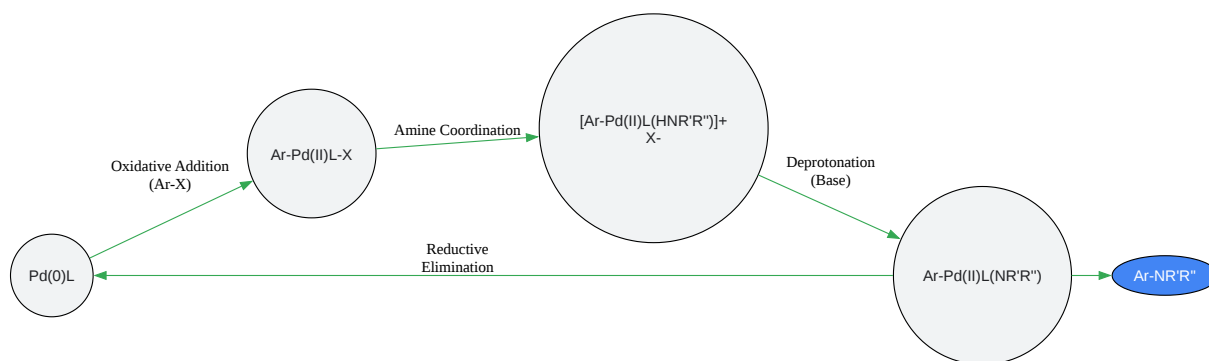 [Ar-Pd(II)L(HNR'R")]+
X-
Amine Coordination
Ar-Pd(II)L-X
Oxidative Addition
(Ar-X)
Deprotonation
(Base)
Reductive
Elimination
Pd(0)L
Ar-Pd(II)L(NR'R")
Ar-NR'R"